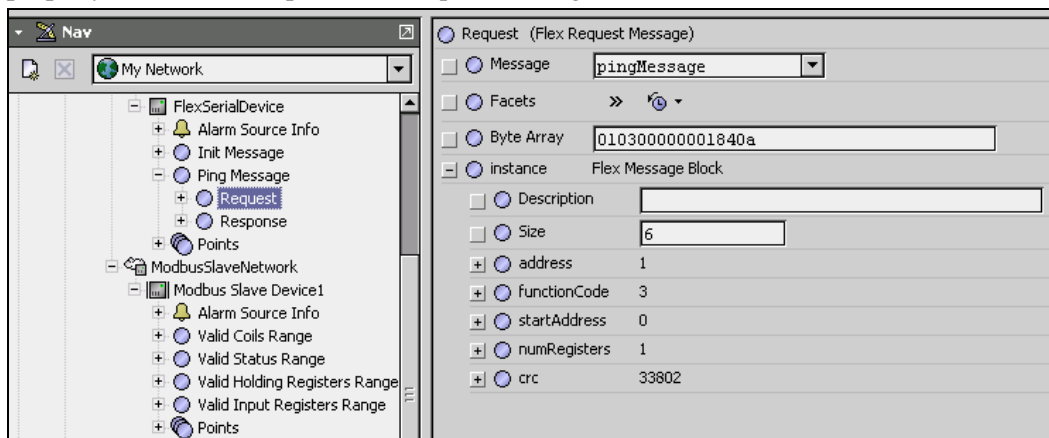 Nav
My Network
FlexSerialDevice
Alarm Source Info
Init Message
Ping Message
Request
Response
Points
ModbusSlaveNetwork
Modbus Slave Device1
Alarm Source Info
Valid Coils Range
Valid Status Range
Valid Holding Registers Range
Valid Input Registers Range
Points
Request (Flex Request Message)
Message pingMessage
Facets »
Byte Array 010300000001840a
instance Flex Message Block
Description
Size 6
address 1
functionCode 3
startAddress 0
numRegisters 1
crc 33802